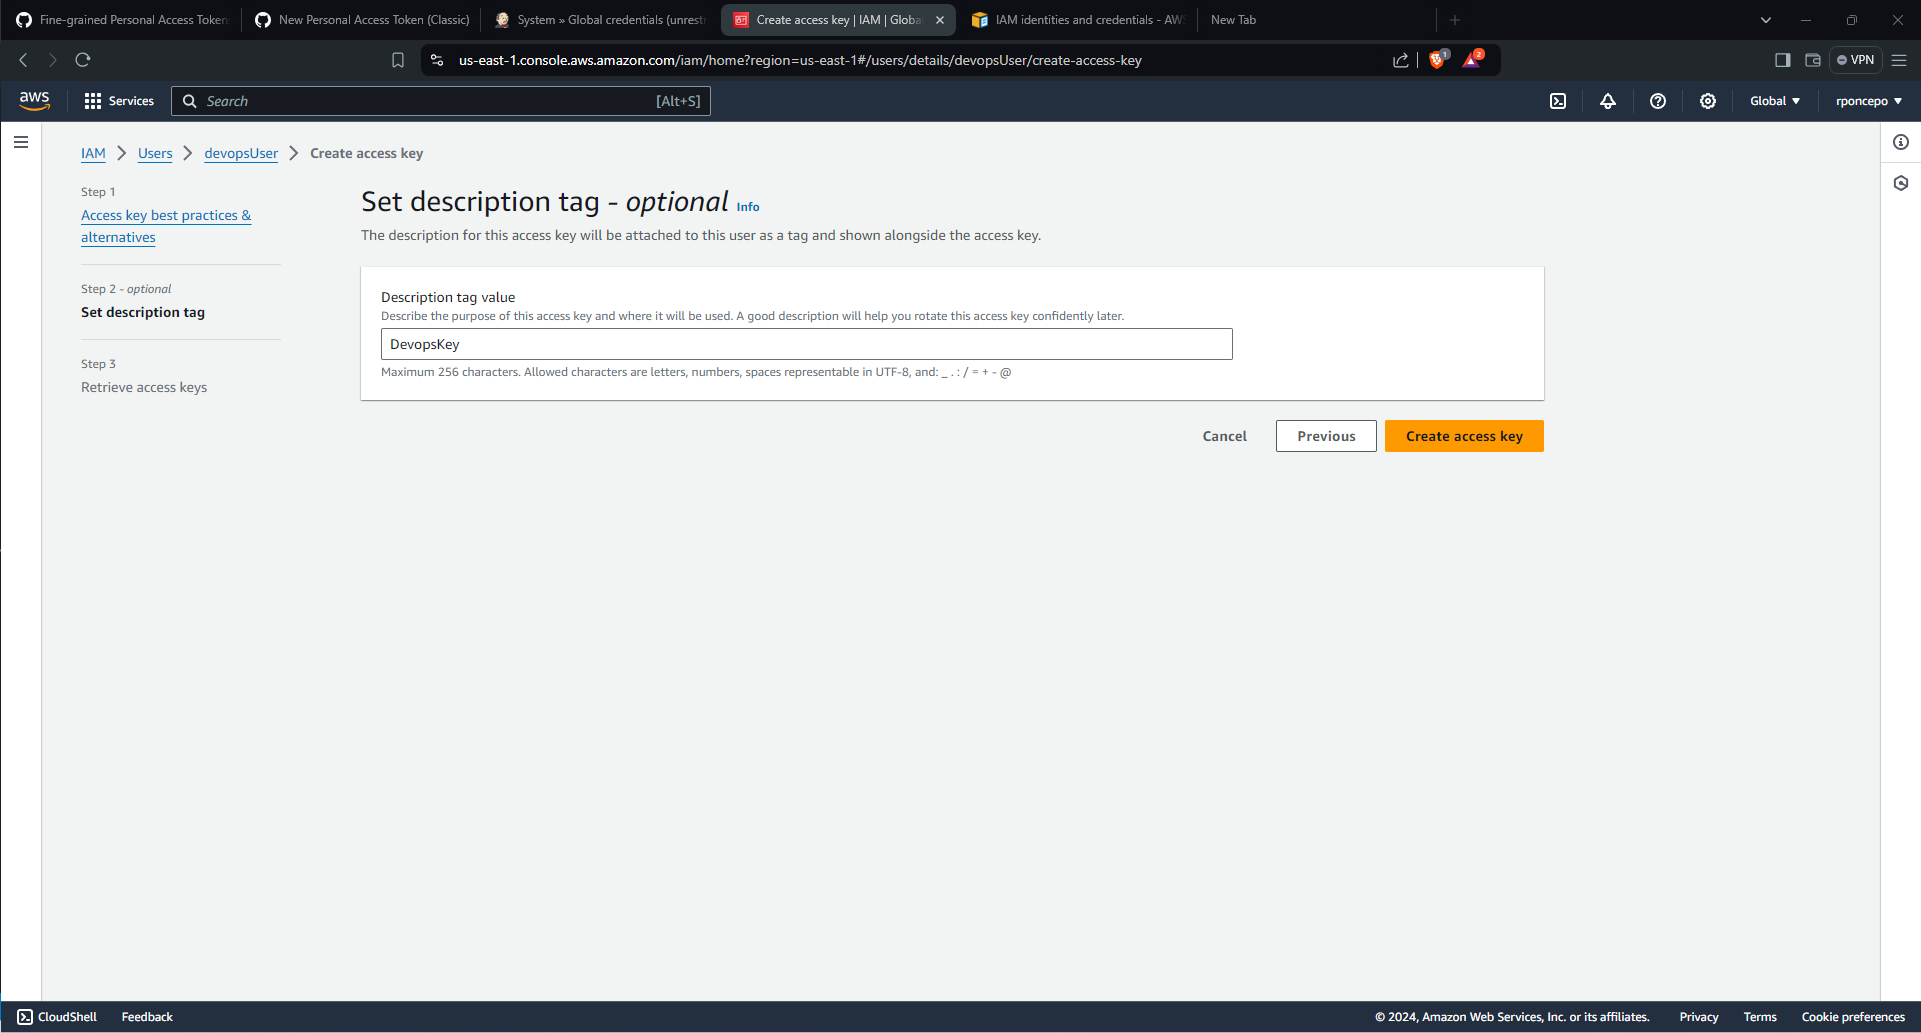 Fine-grained Personal Access Token
New Personal Access Token (Classic)
System » Global credentials (unrest
Create access key | IAM | Globa
IAM identities and credentials - AW
New Tab
us-east-1.console.aws.amazon.com/iam/home?region=us-east-1#/users/details/devopsUser/create-access-key
1
2
VPN
aws
Services
Search
[Alt+S]
Global
rponcepo
IAM
Users
devopsUser
Create access key
Step 1
Access key best practices &
alternatives
Step 2 - optional
Set description tag
Step 3
Retrieve access keys
Set description tag - optional Info
The description for this access key will be attached to this user as a tag and shown alongside the access key.
Description tag value
Describe the purpose of this access key and where it will be used. A good description will help you rotate this access key confidently later.
DevopsKey
Maximum 256 characters. Allowed characters are letters, numbers, spaces representable in UTF-8, and: _ . : / = + - @
Cancel
Previous
Create access key
CloudShell
Feedback
© 2024, Amazon Web Services, Inc. or its affiliates.
Privacy
Terms
Cookie preferences